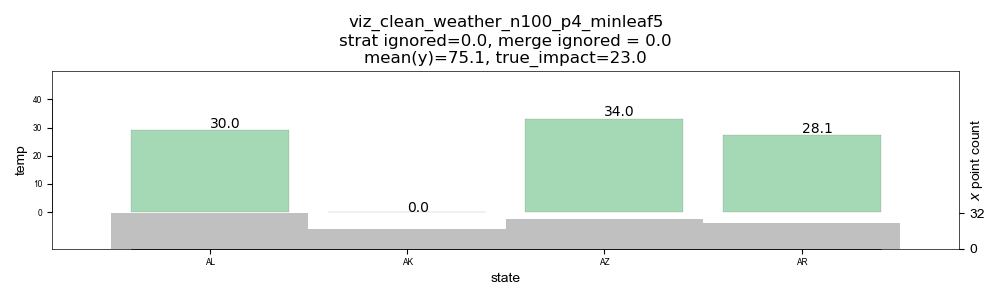 viz_clean_weather_n100_p4_minleaf5
strat ignored=0.0, merge ignored = 0.0
mean(y)=75.1, true_impact=23.0
40
30
20
10
0
temp
30.0
0.0
34.0
28.1
32
0
x point count
AL
AK
AZ
AR
state